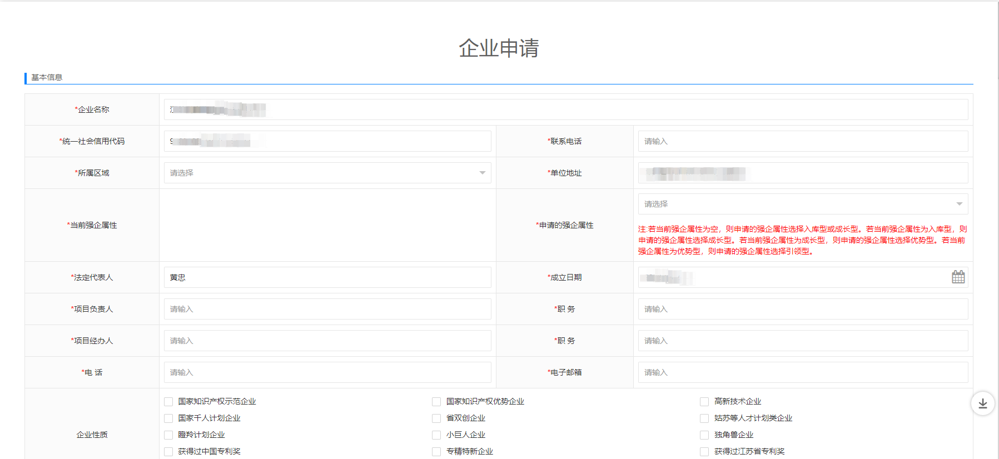 企业申请
基本信息
*企业名称
*统一社会信用代码 9
*联系电话 请输入
*所属区域 请选择
*单位地址
*当前强企属性
*申请的强企属性 请选择
注:若当前强企属性为空，则申请的强企属性选择入库型或成长型。若当前强企属性为入库型，则
申请的强企属性选择成长型。若当前强企属性为成长型，则申请的强企属性选择优势型。若当前
强企属性为优势型，则申请的强企属性选择引领型。
*法定代表人 黄忠
*成立日期
*项目负责人 请输入
*职 务 请输入
*项目经办人 请输入
*职 务 请输入
*电 话 请输入
*电子邮箱 请输入
企业性质
国家知识产权示范企业 国家知识产权优势企业 高新技术企业
国家千人计划企业 省双创企业 姑苏等人才计划类企业
瞪羚计划企业 小巨人企业 独角兽企业
获得过中国专利奖 专精特新企业 获得过江苏省专利奖